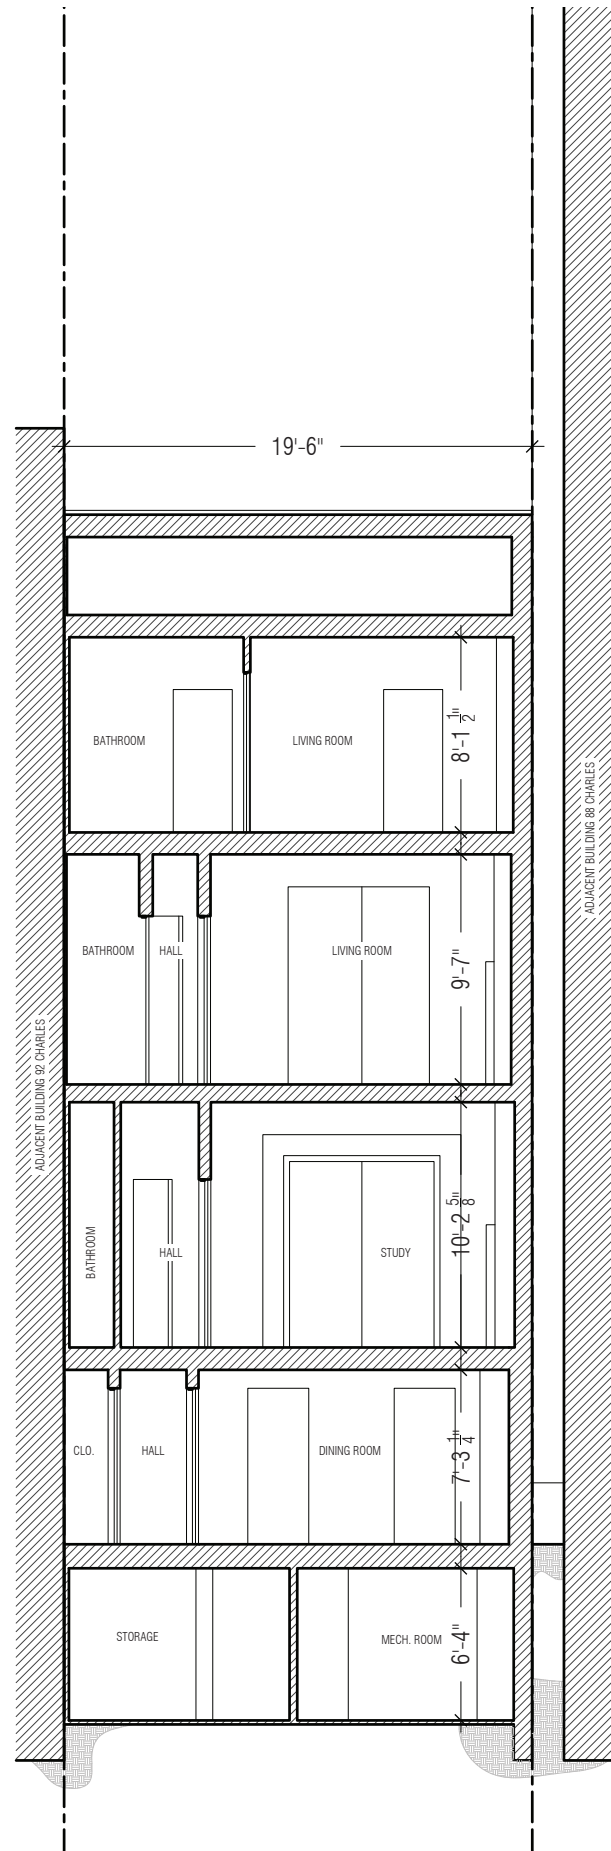 19'-6"
BATHROOM
LIVING ROOM
8'-1 1/2"
ADJACENT BUILDING 88 CHARLES
BATHROOM
HALL
LIVING ROOM
9'-7"
ADJACENT BUILDING 92 CHARLES
BATHROOM
HALL
STUDY
10'-2 5/8"
CLO.
HALL
DINING ROOM
7'-3 1/4"
STORAGE
MECH. ROOM
6'-4"